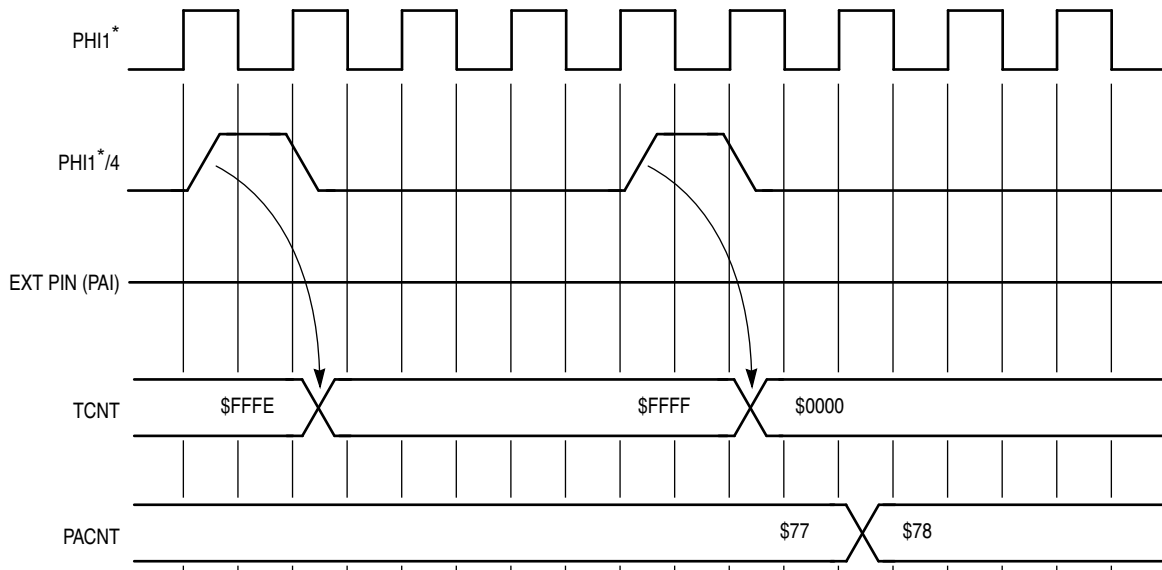 PHI1*
PHI1*/4
EXT PIN (PAI)
TCNT
$FFFE
$FFFF
$0000
PACNT
$77
$78